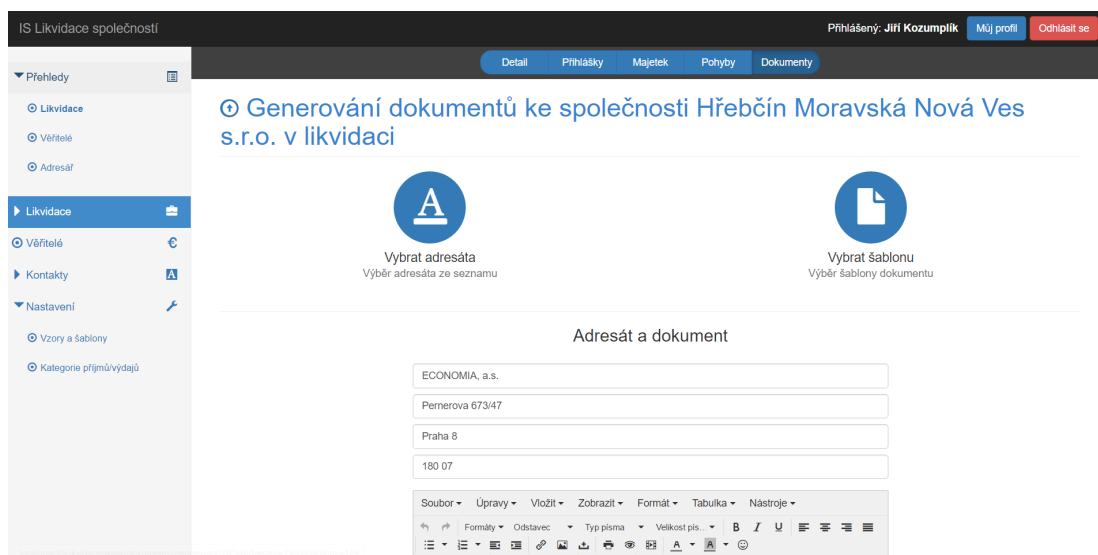 IS Likvidace společností
Přihlášený: Jiří Kozumplík
Můj profil
Odhlásit se
Detail
Přihlášky
Majetek
Pohyby
Dokumenty
Přehledy
Likvidace
Věřitelé
Adresář
Likvidace
Věřitelé
Kontakty
Nastavení
Vzory a šablony
Kategorie příjmů/výdajů
Generování dokumentů ke společnosti Hřebčín Moravská Nová Ves
s.r.o. v likvidaci
Vybrat adresáta
Výběr adresáta ze seznamu
Vybrat šablonu
Výběr šablony dokumentu
Adresát a dokument
ECONOMIA, a.s.
Pernerova 673/47
Praha 8
180 07
Soubor Úpravy Vložit Zobrazit Formát Tabulka Nástroje
Formáty Odstavec Typ písma Velikost pís... B I U
A A